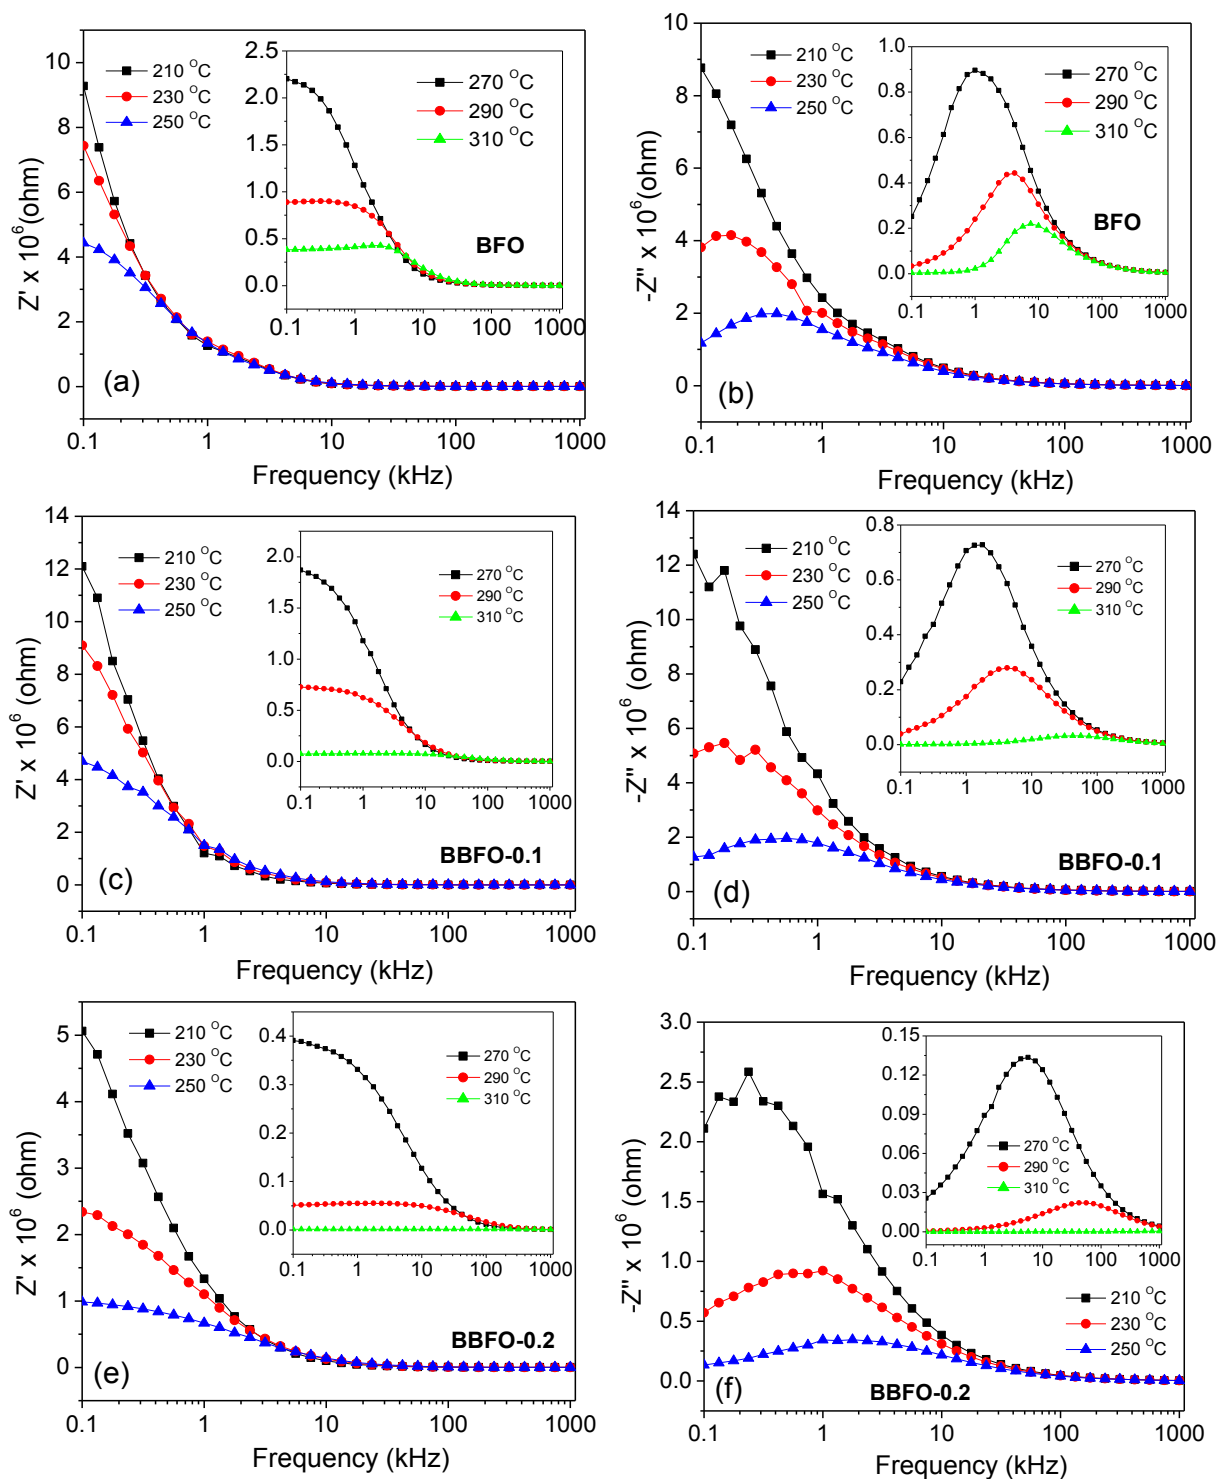 Z' x 10⁶(ohm)
10
8
6
4
2
0
210 °C
230 °C
250 °C
2.5
2.0
1.5
1.0
0.5
0.0
270 °C
290 °C
310 °C
BFO
0.1 1 10 100 1000
(a)
0.1 1 10 100 1000
Frequency (kHz)
-Z'' x 10⁶(ohm)
10
8
6
4
2
0
210 °C
230 °C
250 °C
1.0
0.8
0.6
0.4
0.2
0.0
270 °C
290 °C
310 °C
BFO
0.1 1 10 100 1000
(b)
0.1 1 10 100 1000
Frequency (kHz)
Z' x 10⁶ (ohm)
14
12
10
8
6
4
2
0
210 °C
230 °C
250 °C
2.0
1.5
1.0
0.5
0.0
270 °C
290 °C
310 °C
0.1 1 10 100 1000
BBFO-0.1
(c)
0.1 1 10 100 1000
Frequency (kHz)
-Z'' x 10⁶ (ohm)
14
12
10
8
6
4
2
0
210 °C
230 °C
250 °C
0.8
0.6
0.4
0.2
0.0
270 °C
290 °C
310 °C
0.1 1 10 100 1000
BBFO-0.1
(d)
0.1 1 10 100 1000
Frequency (kHz)
Z' x 10⁶ (ohm)
5
4
3
2
1
0
210 °C
230 °C
250 °C
0.4
0.3
0.2
0.1
0.0
270 °C
290 °C
310 °C
0.1 1 10 100 1000
BBFO-0.2
(e)
0.1 1 10 100 1000
Frequency (kHz)
-Z'' x 10⁶ (ohm)
3.0
2.5
2.0
1.5
1.0
0.5
0.0
0.15
0.12
0.09
0.06
0.03
0.00
270 °C
290 °C
310 °C
0.1 1 10 100 1000
210 °C
230 °C
250 °C
BBFO-0.2
(f)
0.1 1 10 100 1000
Frequency (kHz)